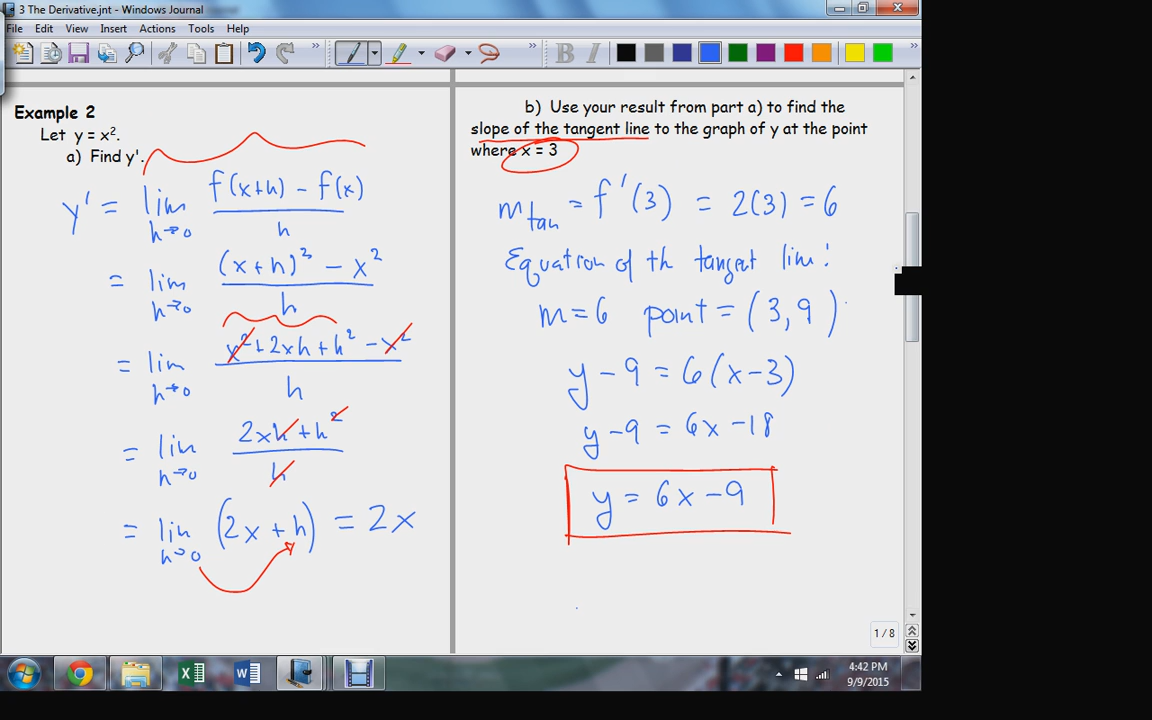 3 The Derivative.jnt - Windows Journal
File Edit View Insert Actions Tools Help
B I
Example 2
Let y = x².
a) Find y'.
y' = lim h→0 f(x+h) - f(x) / h
= lim h→0 (x+h)² - x² / h
= lim h→0 x² + 2xh + h² - x² / h
= lim h→0 2xh + h² / h
= lim h→0 (2x + h) = 2x
b) Use your result from part a) to find the
slope of the tangent line to the graph of y at the point
where x = 3
m tan = f'(3) = 2(3) = 6
Equation of th tangent line:
m = 6 point = (3, 9)
y - 9 = 6(x - 3)
y - 9 = 6x - 18
y = 6x - 9
1 / 8
4:42 PM
9/9/2015